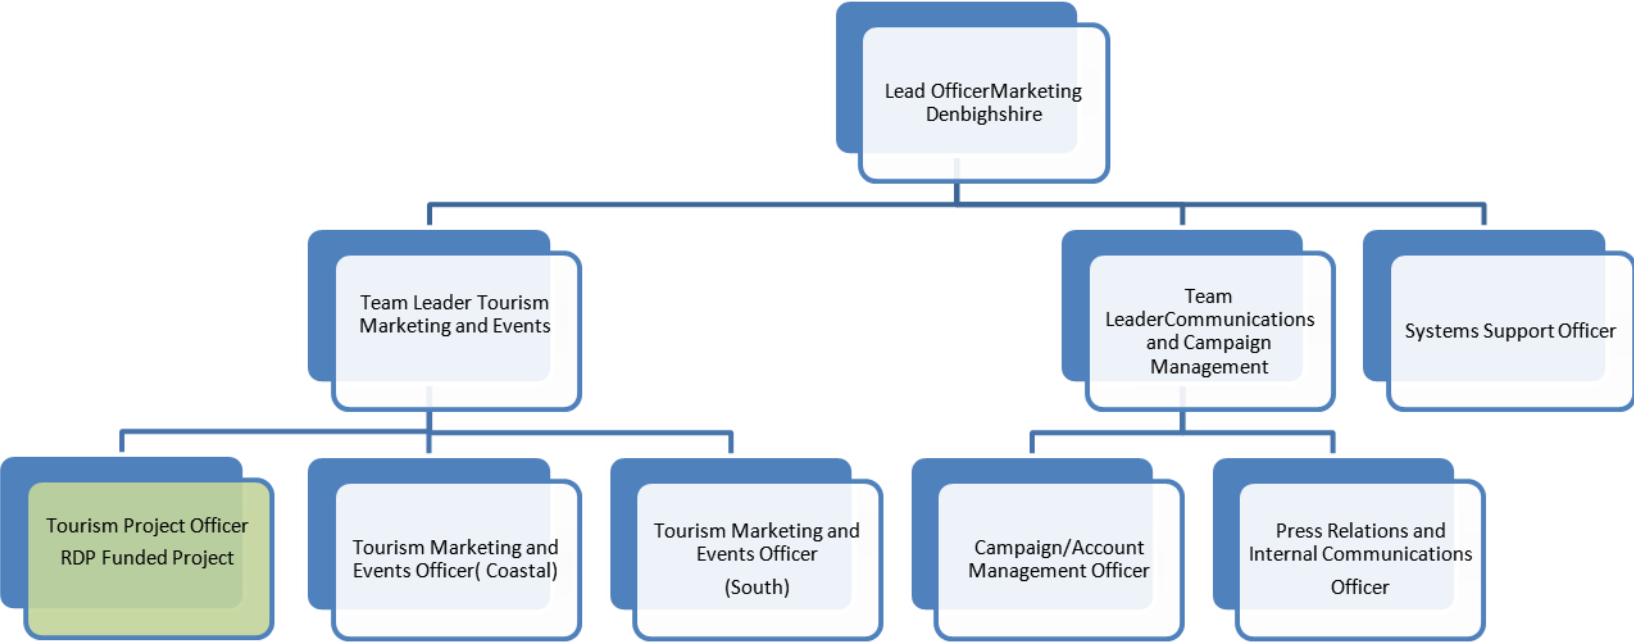 Lead OfficerMarketing
Denbighshire
Team Leader Tourism
Marketing and Events
Team
LeaderCommunications
and Campaign
Management
Systems Support Officer
Tourism Project Officer
RDP Funded Project
Tourism Marketing and
Events Officer( Coastal)
Tourism Marketing and
Events Officer
(South)
Campaign/Account
Management Officer
Press Relations and
Internal Communications
Officer